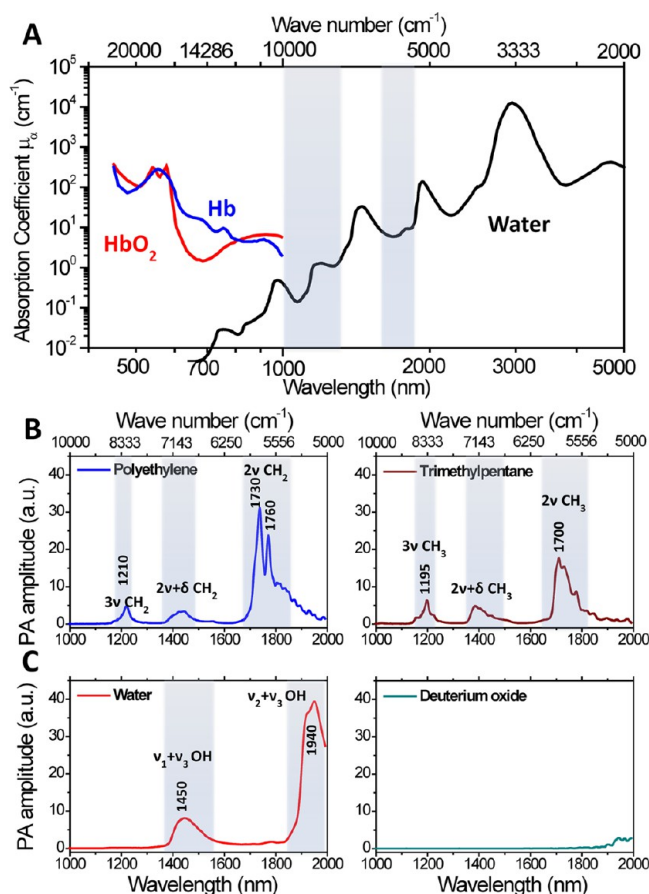 A
Wave number (cm⁻¹)
20000 14286 10000 5000 3333 2000
Absorption Coefficient μα (cm⁻¹)
10⁵
10⁴
10³
10²
10¹
10⁰
10⁻¹
10⁻²
Hb
HbO₂
Water
500 700 1000 2000 3000 5000
Wavelength (nm)
B
Wave number (cm⁻¹)
10000 8333 7143 6250 5556 5000
PA amplitude (a.u.)
40
30
20
10
0
Polyethylene
2ν CH₂
1730
1760
1210
3ν CH₂
2ν+δ CH₂
1000 1200 1400 1600 1800 2000
Wave number (cm⁻¹)
10000 8333 7143 6250 5556 5000
40
30
20
10
0
Trimethylpentane
2ν CH₃
1700
3ν CH₃
1195
2ν+δ CH₃
1000 1200 1400 1600 1800 2000
C
PA amplitude (a.u.)
40
30
20
10
0
Water
ν₂+ν₃ OH
1940
ν₁+ν₃ OH
1450
1000 1200 1400 1600 1800 2000
Wavelength (nm)
40
30
20
10
0
Deuterium oxide
1000 1200 1400 1600 1800 2000
Wavelength (nm)